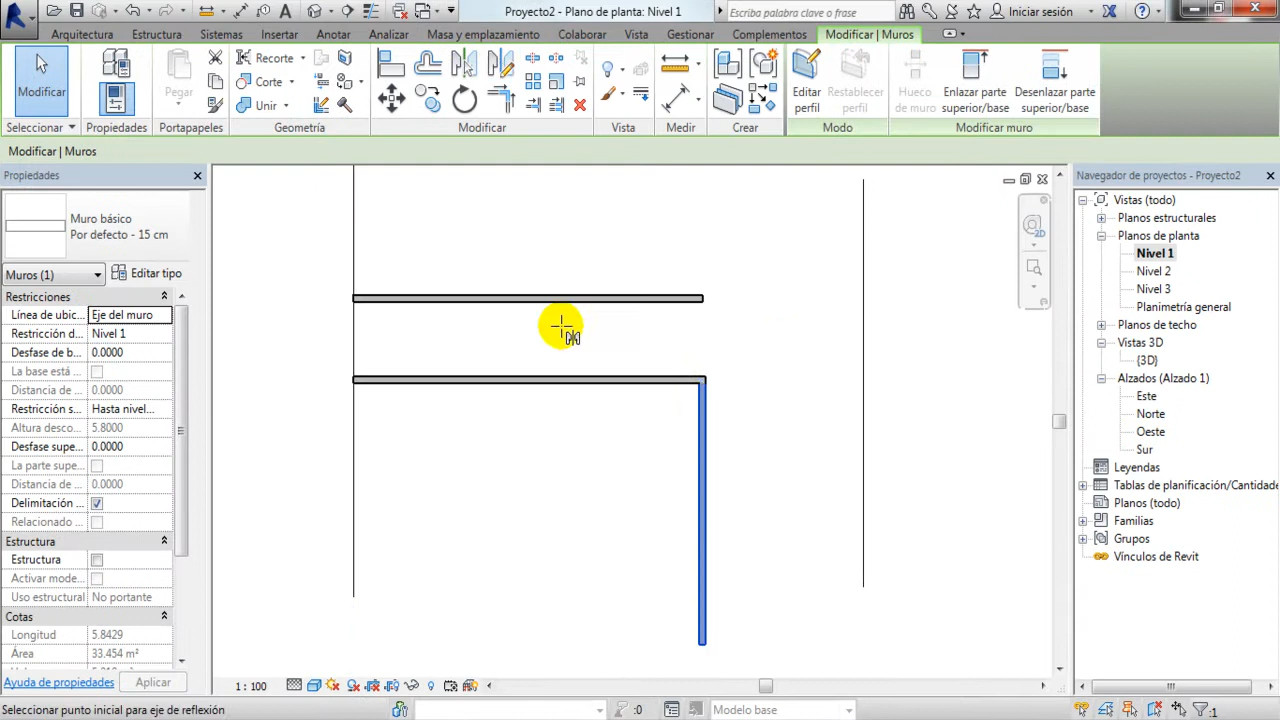 Proyecto2 - Plano de planta: Nivel 1
Escriba palabra clave o frase
Iniciar sesión
Arquitectura Estructura Sistemas Insertar Anotar Analizar Masa y emplazamiento Colaborar Vista Gestionar Complementos Modificar | Muros
Modificar
Pegar
Recorte
Corte
Unir
Editar perfil
Restablecer perfil
Hueco de muro
Enlazar parte superior/base
Desenlazar parte superior/base
Seleccionar Propiedades Portapapeles Geometría Modificar Vista Medir Crear Modo Modificar muro
Modificar | Muros
Propiedades
Muro básico
Por defecto - 15 cm
Muros (1)
Editar tipo
Restricciones
Línea de ubic... Eje del muro
Restricción d... Nivel 1
Desfase de b... 0.0000
La base está ...
Distancia de ... 0.0000
Restricción s... Hasta nivel...
Altura desco... 5.8000
Desfase supe... 0.0000
La parte supe...
Distancia de ... 0.0000
Delimitación ...
Relacionado ...
Estructura
Estructura
Activar mode...
Uso estructural No portante
Cotas
Longitud 5.8429
Área 33.454 m²
Ayuda de propiedades
Aplicar
2D
Navegador de proyectos - Proyecto2
Vistas (todo)
Planos estructurales
Planos de planta
Nivel 1
Nivel 2
Nivel 3
Planimetría general
Planos de techo
Vistas 3D
{3D}
Alzados (Alzado 1)
Este
Norte
Oeste
Sur
Leyendas
Tablas de planificación/Cantidade
Planos (todo)
Familias
Grupos
Vínculos de Revit
1 : 100
Seleccionar punto inicial para eje de reflexión
:0
Modelo base
:1